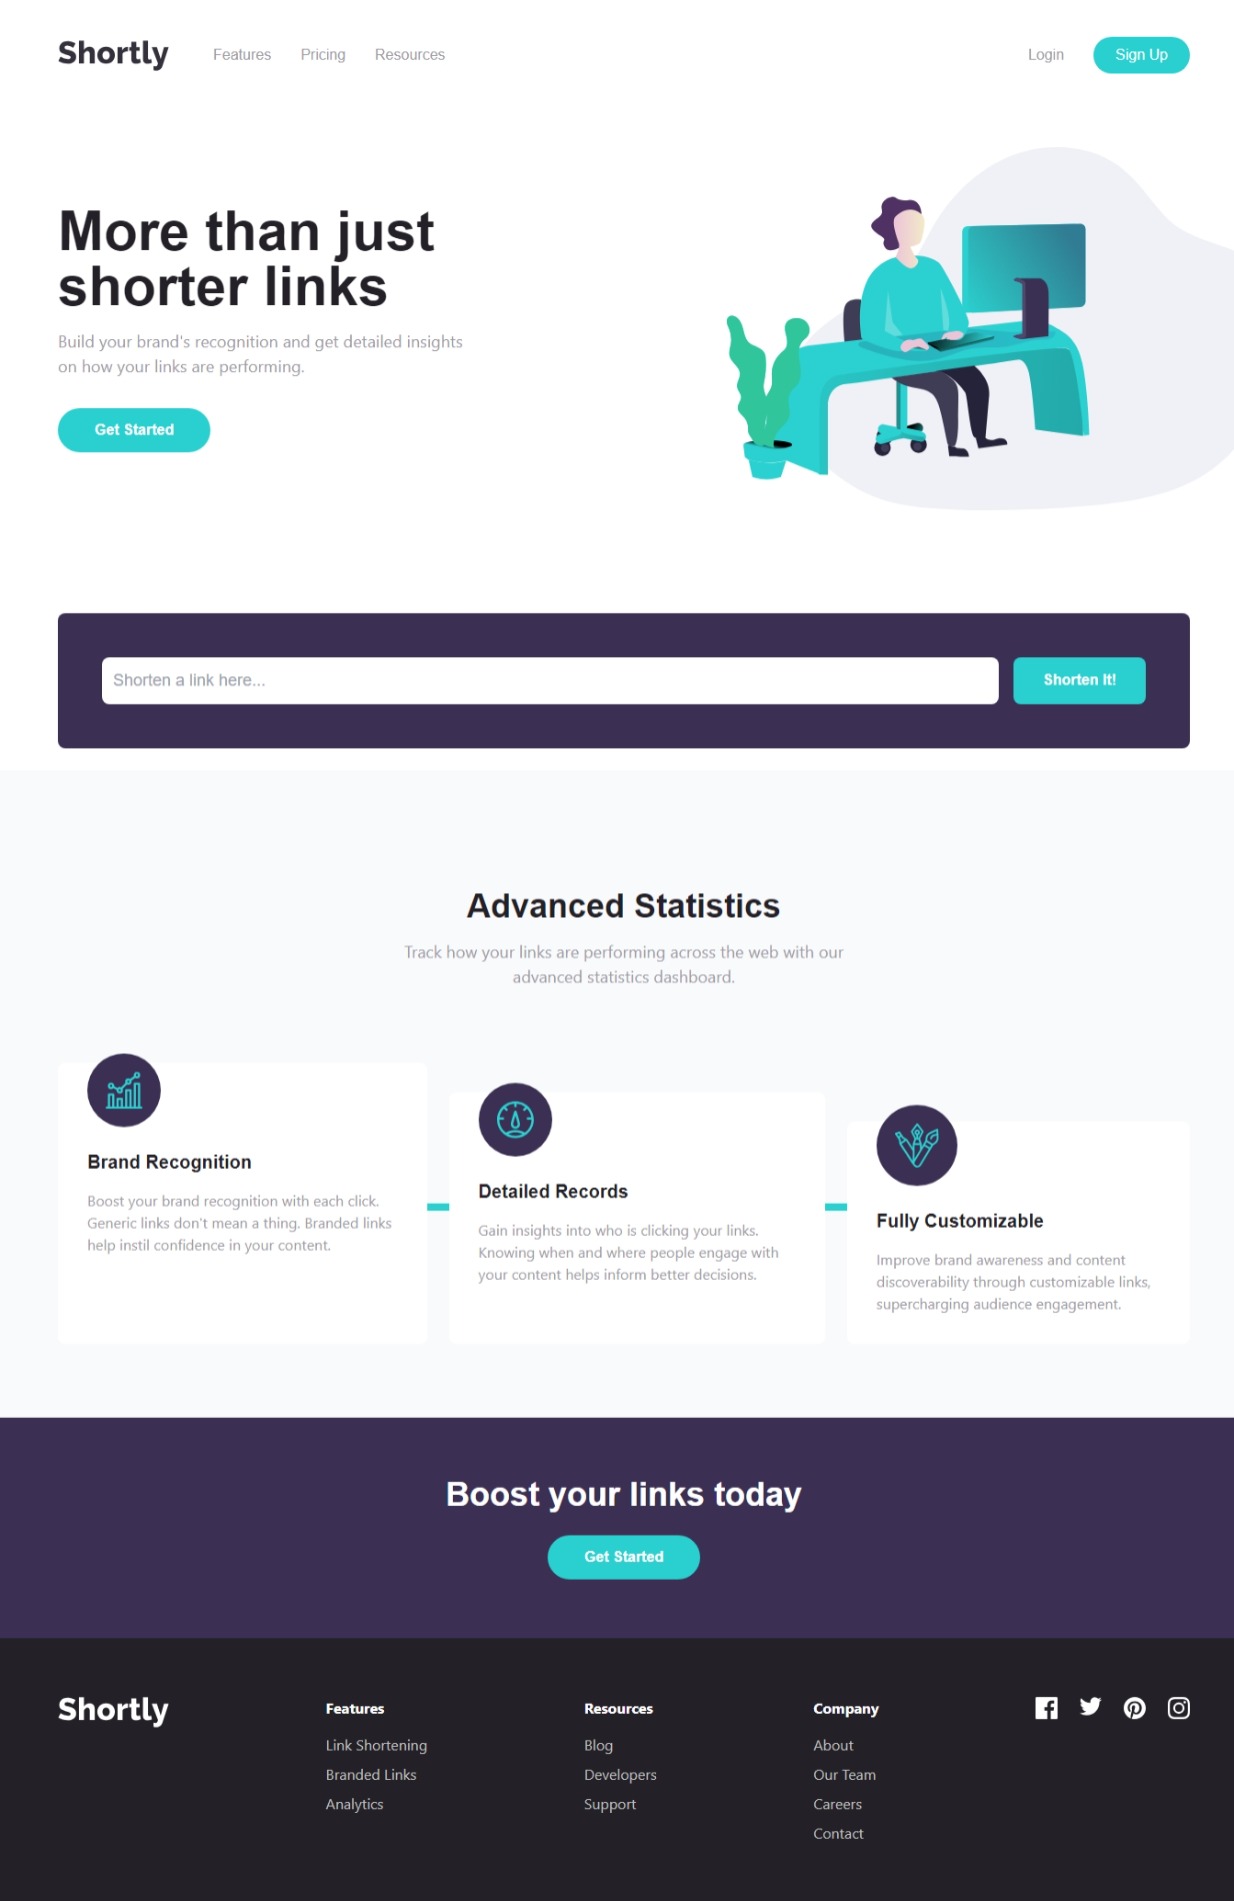 Shortly
Features
Pricing
Resources
Login
Sign Up
More than just
shorter links
Build your brand's recognition and get detailed insights
on how your links are performing.
Get Started
Shorten a link here...
Shorten It!
Advanced Statistics
Track how your links are performing across the web with our
advanced statistics dashboard.
Brand Recognition
Boost your brand recognition with each click.
Generic links don't mean a thing. Branded links
help instil confidence in your content.
Detailed Records
Gain insights into who is clicking your links.
Knowing when and where people engage with
your content helps inform better decisions.
Fully Customizable
Improve brand awareness and content
discoverability through customizable links,
supercharging audience engagement.
Boost your links today
Get Started
Shortly
Features
Link Shortening
Branded Links
Analytics
Resources
Blog
Developers
Support
Company
About
Our Team
Careers
Contact